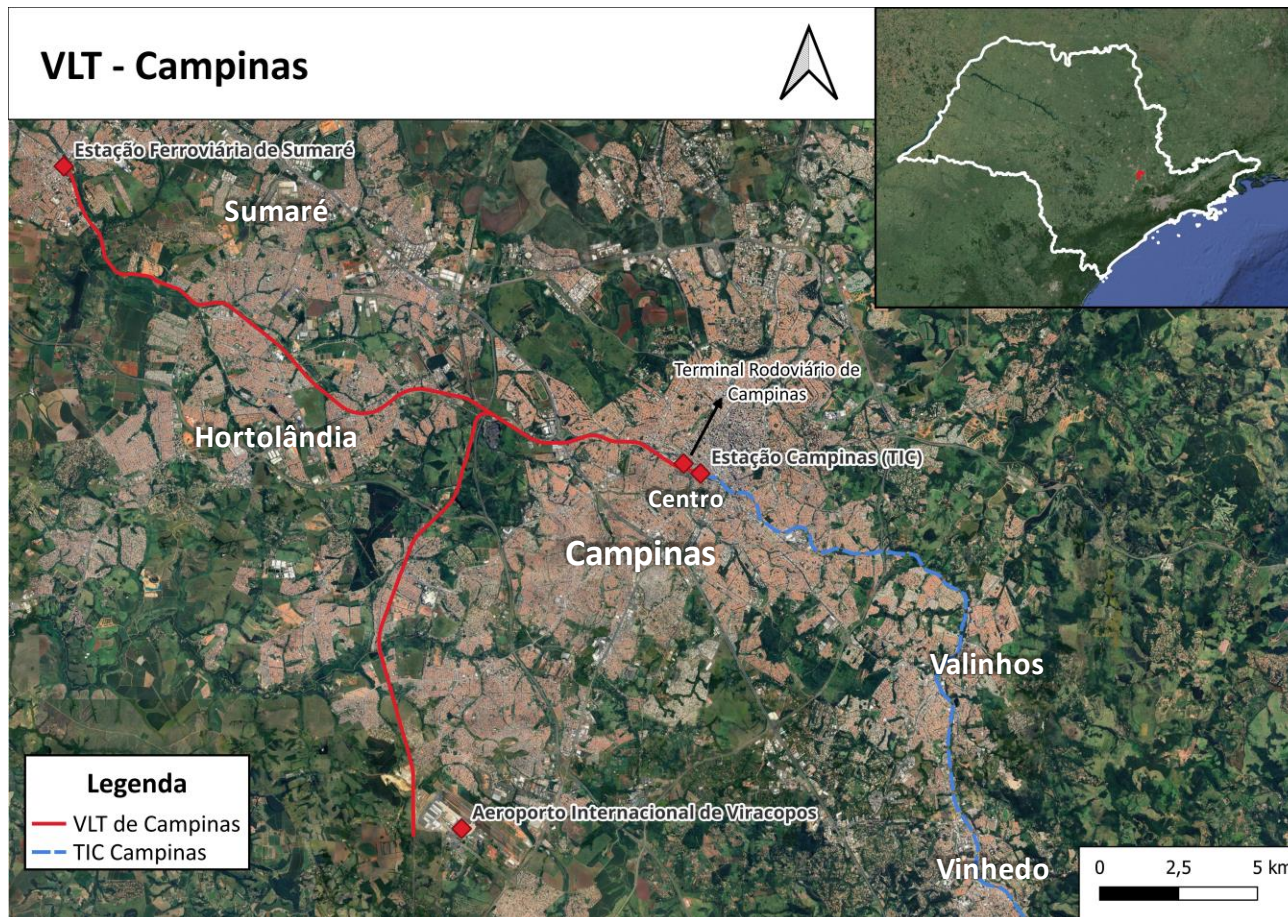 VLT - Campinas
Estação Ferroviária de Sumaré
Sumaré
Terminal Rodoviário de
Campinas
Hortolândia
Estação Campinas (TIC)
Centro
Campinas
Valinhos
Legenda
VLT de Campinas
TIC Campinas
Aeroporto Internacional de Viracopos
Vinhedo
0 2,5 5 km